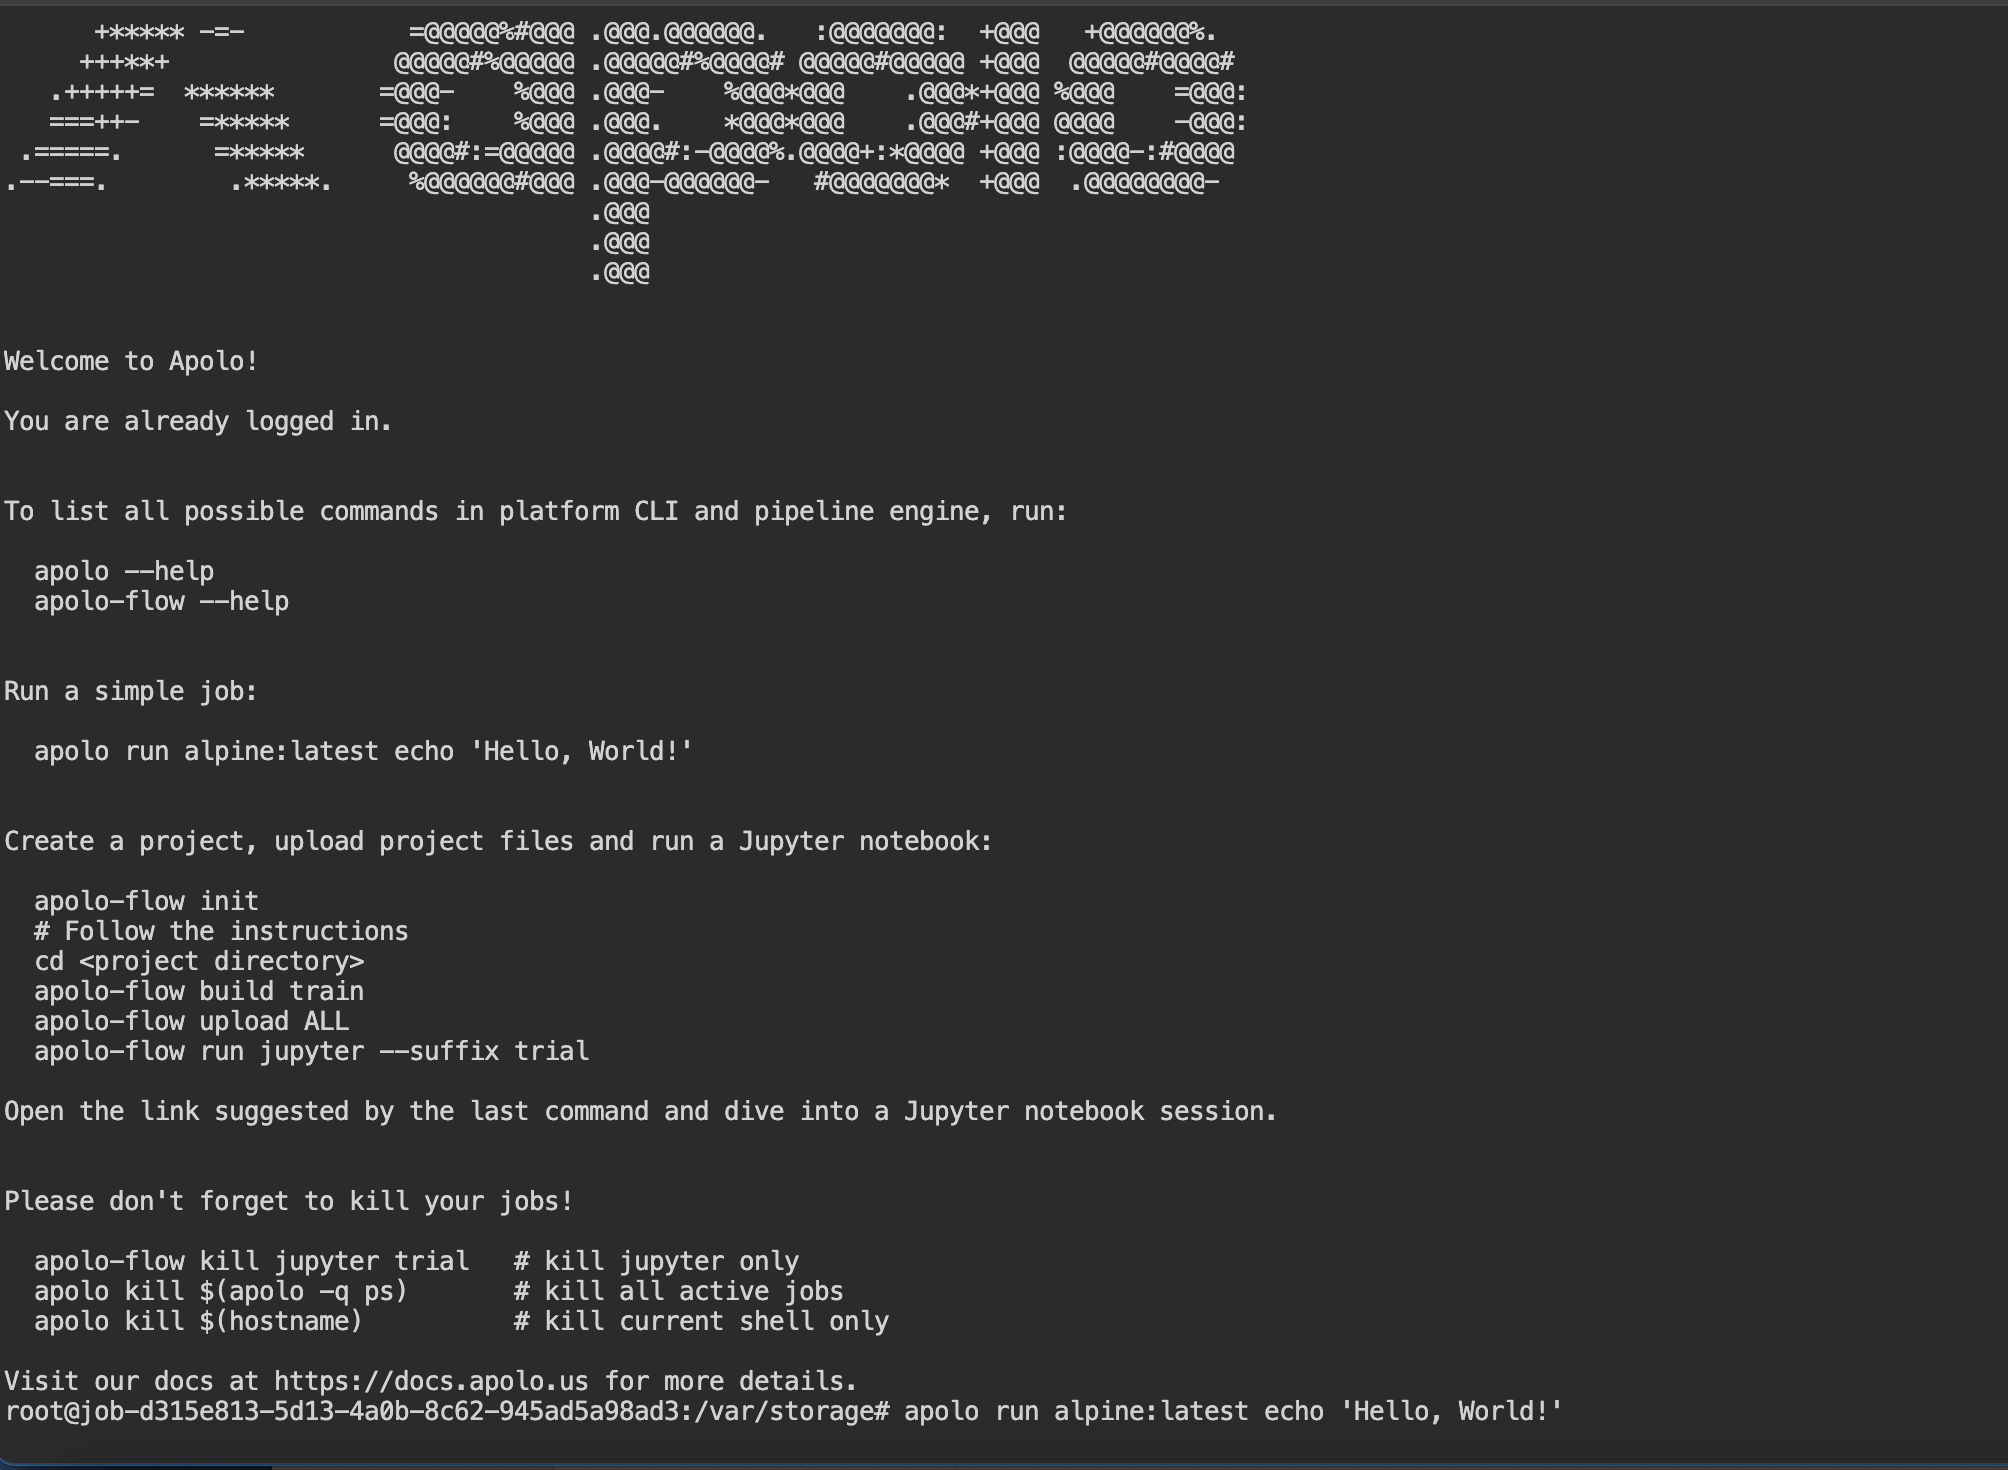 +***** -=-           =@@@@@%#@@@ .@@@.@@@@@@.   :@@@@@@@:  +@@@   +@@@@@@%.
     +++**+               @@@@@#%@@@@@ .@@@@@#%@@@@# @@@@@#@@@@@ +@@@  @@@@@#@@@@#
   .+++++=  ******       =@@@-    %@@@ .@@@-    %@@@*@@@    .@@@*+@@@ %@@@    =@@@:
   ===++-    =*****      =@@@:    %@@@ .@@@.    *@@@*@@@    .@@@#+@@@ @@@@    -@@@:
 .=====.      =*****      @@@@#:=@@@@@ .@@@@#:-@@@@%.@@@@+:*@@@@ +@@@ :@@@@-:#@@@@
.--===.        .*****.     %@@@@@@#@@@ .@@@-@@@@@@-   #@@@@@@@*  +@@@  .@@@@@@@@-
                                       .@@@
                                       .@@@
                                       .@@@
Welcome to Apolo!
You are already logged in.
To list all possible commands in platform CLI and pipeline engine, run:
  apolo --help
  apolo-flow --help
Run a simple job:
  apolo run alpine:latest echo 'Hello, World!'
Create a project, upload project files and run a Jupyter notebook:
  apolo-flow init
  # Follow the instructions
  cd <project directory>
  apolo-flow build train
  apolo-flow upload ALL
  apolo-flow run jupyter --suffix trial
Open the link suggested by the last command and dive into a Jupyter notebook session.
Please don't forget to kill your jobs!
  apolo-flow kill jupyter trial   # kill jupyter only
  apolo kill $(apolo -q ps)       # kill all active jobs
  apolo kill $(hostname)          # kill current shell only
Visit our docs at https://docs.apolo.us for more details.
root@job-d315e813-5d13-4a0b-8c62-945ad5a98ad3:/var/storage# apolo run alpine:latest echo 'Hello, World!'